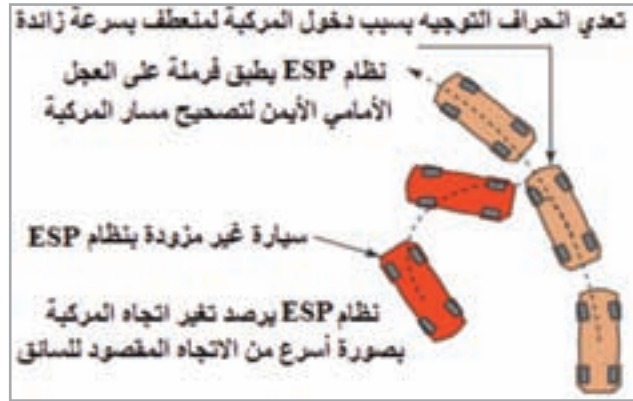 تعدي انحراف التوجيه بسبب دخول المركبة لمنعطف بسرعة زائدة
نظام ESP يطبق فرملة على العجل
الأمامي الأيمن لتصحيح مسار المركبة
سيارة غير مزودة بنظام ESP
نظام ESP يرصد تغير اتجاه المركبة
بصورة أسرع من الاتجاه المقصود للسائق